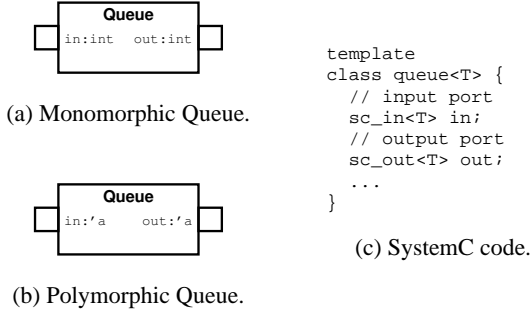 Queue
in:int out:int
(a) Monomorphic Queue.
Queue
in:'a out:'a
(b) Polymorphic Queue.
template
class queue<T> {
// input port
sc_in<T> in;
// output port
sc_out<T> out;
...
}
(c) SystemC code.